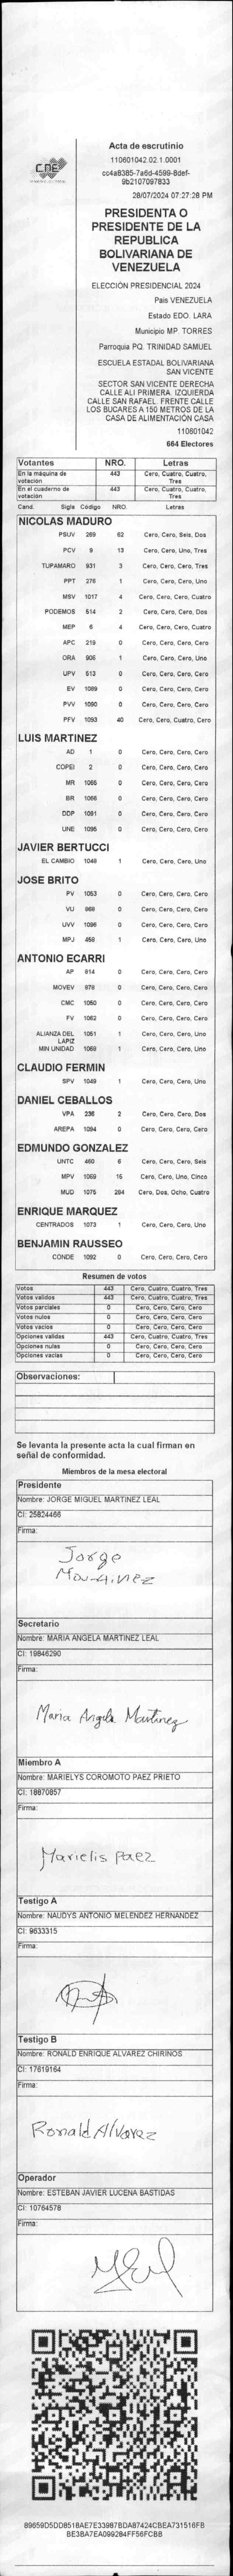 CNE
Acta de escrutinio
110601042.02.1.0001
cc4a8385-7a6d-4599-8def-
9b2107097833
28/07/2024 07:27:28 PM
PRESIDENTA O
PRESIDENTE DE LA
REPUBLICA
BOLIVARIANA DE
VENEZUELA
ELECCIÓN PRESIDENCIAL 2024
Pais VENEZUELA
Estado EDO. LARA
Municipio MP. TORRES
Parroquia PQ. TRINIDAD SAMUEL
ESCUELA ESTADAL BOLIVARIANA
SAN VICENTE
SECTOR SAN VICENTE DERECHA
CALLE ALI PRIMERA. IZQUIERDA
CALLE SAN RAFAEL. FRENTE CALLE
LOS BUCARES A 150 METROS DE LA
CASA DE ALIMENTACIÓN CASA
110601042
664 Electores
Votantes NRO. Letras
En la máquina de votación 443 Cero, Cuatro, Cuatro, Tres
En el cuaderno de votación 443 Cero, Cuatro, Cuatro, Tres
Cand. Sigla Código NRO. Letras
NICOLAS MADURO
PSUV 269 62 Cero, Cero, Seis, Dos
PCV 9 13 Cero, Cero, Uno, Tres
TUPAMARO 931 3 Cero, Cero, Cero, Tres
PPT 276 1 Cero, Cero, Cero, Uno
MSV 1017 4 Cero, Cero, Cero, Cuatro
PODEMOS 514 2 Cero, Cero, Cero, Dos
MEP 6 4 Cero, Cero, Cero, Cuatro
APC 219 0 Cero, Cero, Cero, Cero
ORA 906 1 Cero, Cero, Cero, Uno
UPV 513 0 Cero, Cero, Cero, Cero
EV 1089 0 Cero, Cero, Cero, Cero
PVV 1090 0 Cero, Cero, Cero, Cero
PFV 1093 40 Cero, Cero, Cuatro, Cero
LUIS MARTINEZ
AD 1 0 Cero, Cero, Cero, Cero
COPEI 2 0 Cero, Cero, Cero, Cero
MR 1065 0 Cero, Cero, Cero, Cero
BR 1066 0 Cero, Cero, Cero, Cero
DDP 1091 0 Cero, Cero, Cero, Cero
UNE 1095 0 Cero, Cero, Cero, Cero
JAVIER BERTUCCI
EL CAMBIO 1048 1 Cero, Cero, Cero, Uno
JOSE BRITO
PV 1053 0 Cero, Cero, Cero, Cero
VU 868 0 Cero, Cero, Cero, Cero
UVV 1096 0 Cero, Cero, Cero, Cero
MPJ 458 1 Cero, Cero, Cero, Uno
ANTONIO ECARRI
AP 814 0 Cero, Cero, Cero, Cero
MOVEV 878 0 Cero, Cero, Cero, Cero
CMC 1050 0 Cero, Cero, Cero, Cero
FV 1062 0 Cero, Cero, Cero, Cero
ALIANZA DEL LAPIZ 1061 1 Cero, Cero, Cero, Uno
MIN UNIDAD 1068 1 Cero, Cero, Cero, Uno
CLAUDIO FERMIN
SPV 1049 1 Cero, Cero, Cero, Uno
DANIEL CEBALLOS
VPA 236 2 Cero, Cero, Cero, Dos
AREPA 1094 0 Cero, Cero, Cero, Cero
EDMUNDO GONZALEZ
UNTC 460 6 Cero, Cero, Cero, Seis
MPV 1069 15 Cero, Cero, Uno, Cinco
MUD 1075 284 Cero, Dos, Ocho, Cuatro
ENRIQUE MARQUEZ
CENTRADOS 1073 1 Cero, Cero, Cero, Uno
BENJAMIN RAUSSEO
CONDE 1092 0 Cero, Cero, Cero, Cero
Resumen de votos
Votos 443 Cero, Cuatro, Cuatro, Tres
Votos validos 443 Cero, Cuatro, Cuatro, Tres
Votos parciales 0 Cero, Cero, Cero, Cero
Votos nulos 0 Cero, Cero, Cero, Cero
Votos vacios 0 Cero, Cero, Cero, Cero
Opciones validas 443 Cero, Cuatro, Cuatro, Tres
Opciones nulas 0 Cero, Cero, Cero, Cero
Opciones vacias 0 Cero, Cero, Cero, Cero
Observaciones:
Se levanta la presente acta la cual firman en
señal de conformidad.
Miembros de la mesa electoral
Presidente
Nombre: JORGE MIGUEL MARTINEZ LEAL
CI: 25824466
Firma:
Jorge
Martinez
Secretario
Nombre: MARIA ANGELA MARTINEZ LEAL
CI: 19846290
Firma:
Maria Angela Martinez
Miembro A
Nombre: MARIELYS COROMOTO PAEZ PRIETO
CI: 18870857
Firma:
Marielis Paez
Testigo A
Nombre: NAUDYS ANTONIO MELENDEZ HERNANDEZ
CI: 9633315
Firma:
Testigo B
Nombre: RONALD ENRIQUE ALVAREZ CHIRINOS
CI: 17619164
Firma:
Ronald Alvarez
Operador
Nombre: ESTEBAN JAVIER LUCENA BASTIDAS
CI: 10764578
Firma:
89659D5DD8518AE7E33987BDA87424CBEA731516FB
BE3BA7EA099284FF56FCBB